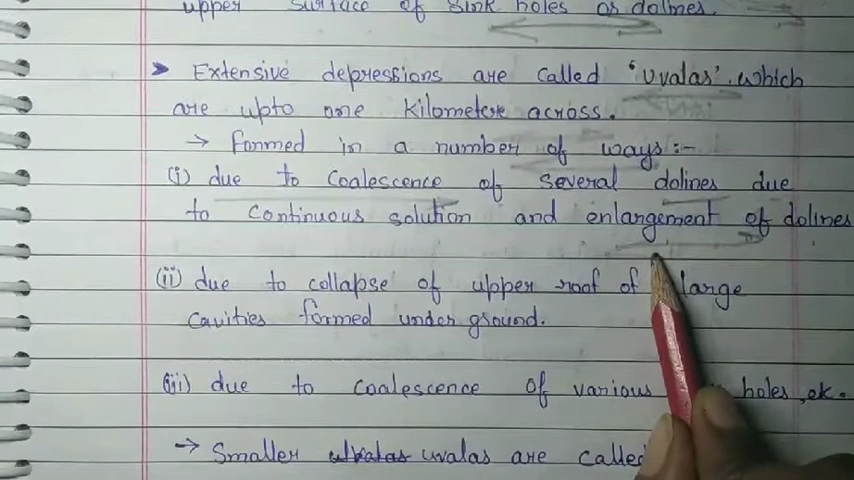 upper surface of sink holes or dolines.
➤ Extensive depressions are called 'uvalas'. which
are upto one kilometere across.
→ formed in a number of ways:-
(i) due to coalescence of several dolines due
to continuous solution and enlargement of dolines
(ii) due to collapse of upper roof of large
cavities formed under ground.
(iii) due to coalescence of various holes, ek.
→ Smaller uvalas are called